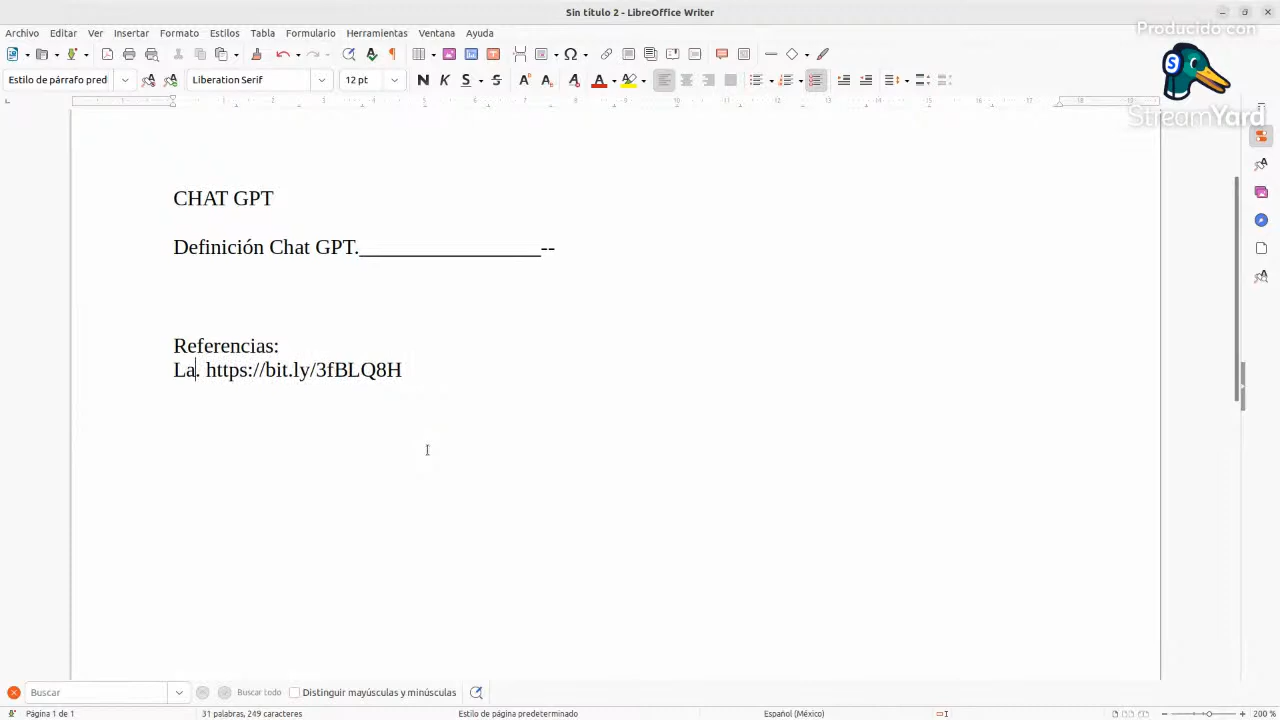 Sin título 2 - LibreOffice Writer
Producido con
StreamYard
Archivo Editar Ver Insertar Formato Estilos Tabla Formulario Herramientas Ventana Ayuda
Estilo de párrafo pred Liberation Serif 12 pt N K S S
CHAT GPT
Definición Chat GPT.__________________--
Referencias:
La. https://bit.ly/3fBLQ8H
Buscar Buscar todo Distinguir mayúsculas y minúsculas
Página 1 de 1 31 palabras, 249 caracteres Estilo de página predeterminado Español (México) 200 %